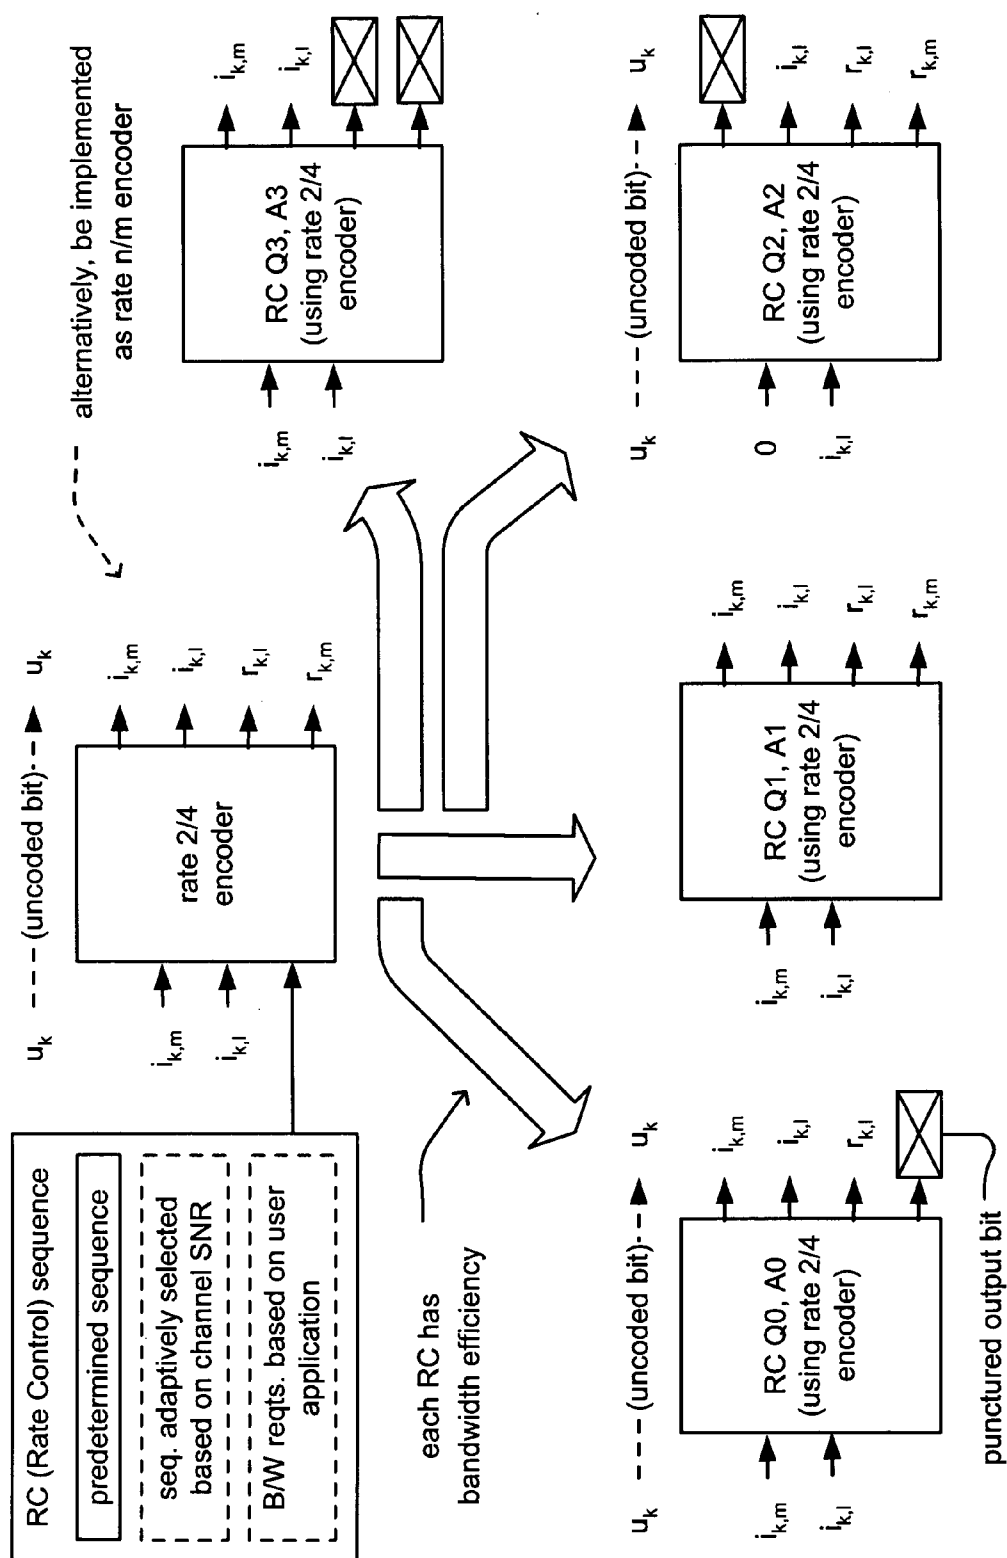 RC (Rate Control) sequence
predetermined sequence
seq. adaptively selected
based on channel SNR
B/W reqts. based on user
application
u_k
(uncoded bit)
u_k
i_k,m
i_k,l
rate 2/4
encoder
i_k,m
i_k,l
r_k,l
r_k,m
alternatively, be implemented
as rate n/m encoder
i_k,m
i_k,l
RC Q3, A3
(using rate 2/4
encoder)
i_k,m
i_k,l
each RC has
bandwidth efficiency
u_k
(uncoded bit)
u_k
i_k,m
i_k,l
RC Q0, A0
(using rate 2/4
encoder)
i_k,m
i_k,l
r_k,l
punctured output bit
i_k,m
i_k,l
RC Q1, A1
(using rate 2/4
encoder)
i_k,m
i_k,l
r_k,l
r_k,m
u_k
(uncoded bit)
u_k
0
i_k,l
RC Q2, A2
(using rate 2/4
encoder)
i_k,l
r_k,l
r_k,m